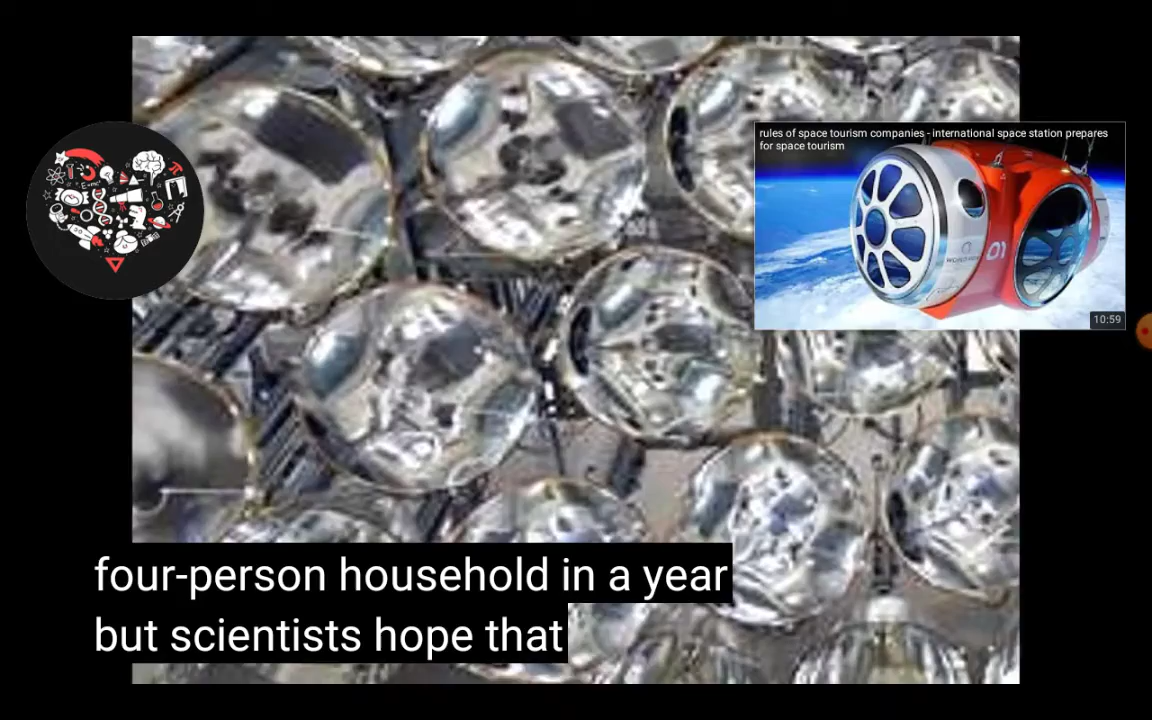 rules of space tourism companies - international space station prepares
for space tourism
01
10:59
four-person household in a year
but scientists hope that